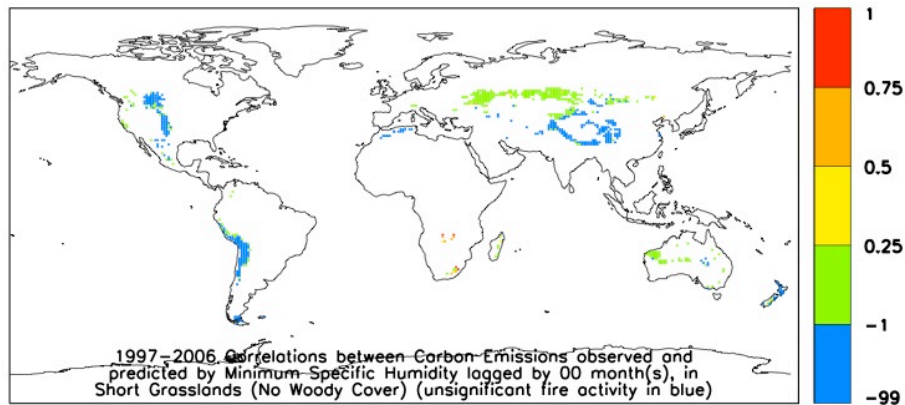 1997-2006 Correlations between Carbon Emissions observed and
predicted by Minimum Specific Humidity lagged by 00 month(s), in
Short Grasslands (No Woody Cover) (unsignificant fire activity in blue)
1
0.75
0.5
0.25
-1
-99